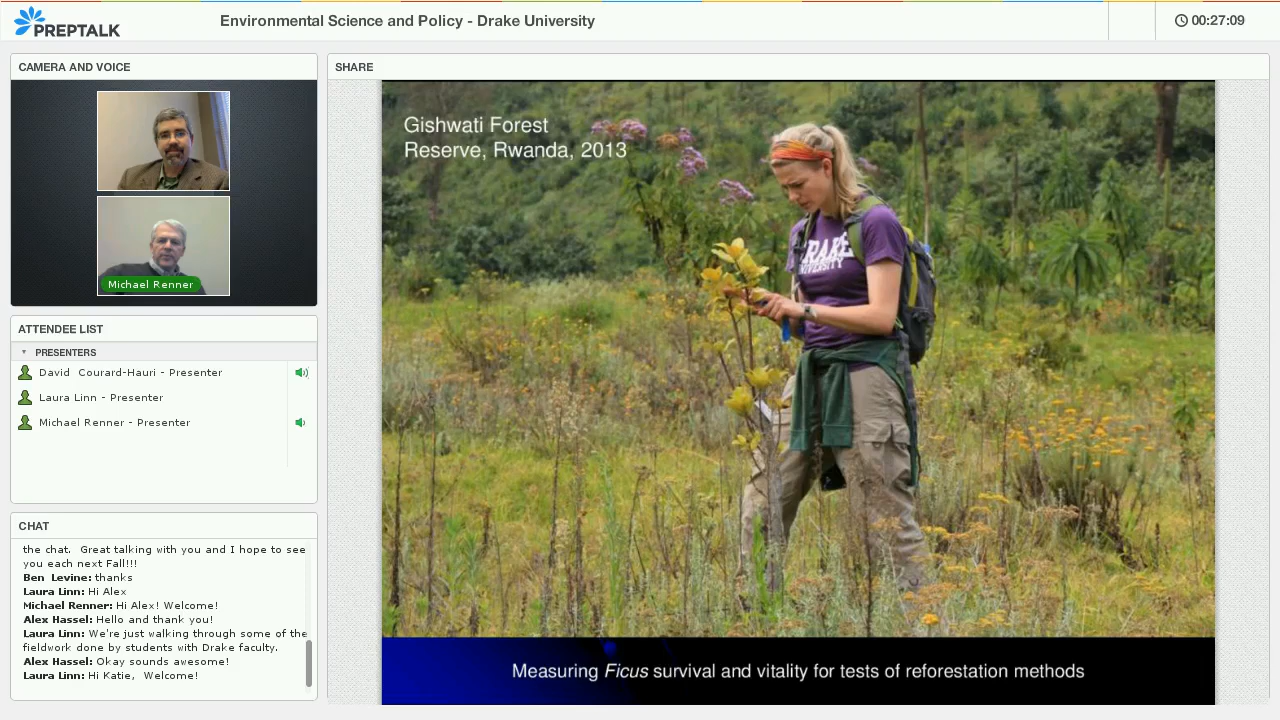 PREPTALK
Environmental Science and Policy - Drake University
00:27:09
CAMERA AND VOICE
Michael Renner
ATTENDEE LIST
PRESENTERS
David Courard-Hauri - Presenter
Laura Linn - Presenter
Michael Renner - Presenter
CHAT
the chat. Great talking with you and I hope to see
you each next Fall!!!
Ben Levine: thanks
Laura Linn: Hi Alex
Michael Renner: Hi Alex! Welcome!
Alex Hassel: Hello and thank you!
Laura Linn: We're just walking through some of the
fieldwork done by students with Drake faculty.
Alex Hassel: Okay sounds awesome!
Laura Linn: Hi Katie, Welcome!
SHARE
Gishwati Forest
Reserve, Rwanda, 2013
DRAKE
UNIVERSITY
Measuring Ficus survival and vitality for tests of reforestation methods